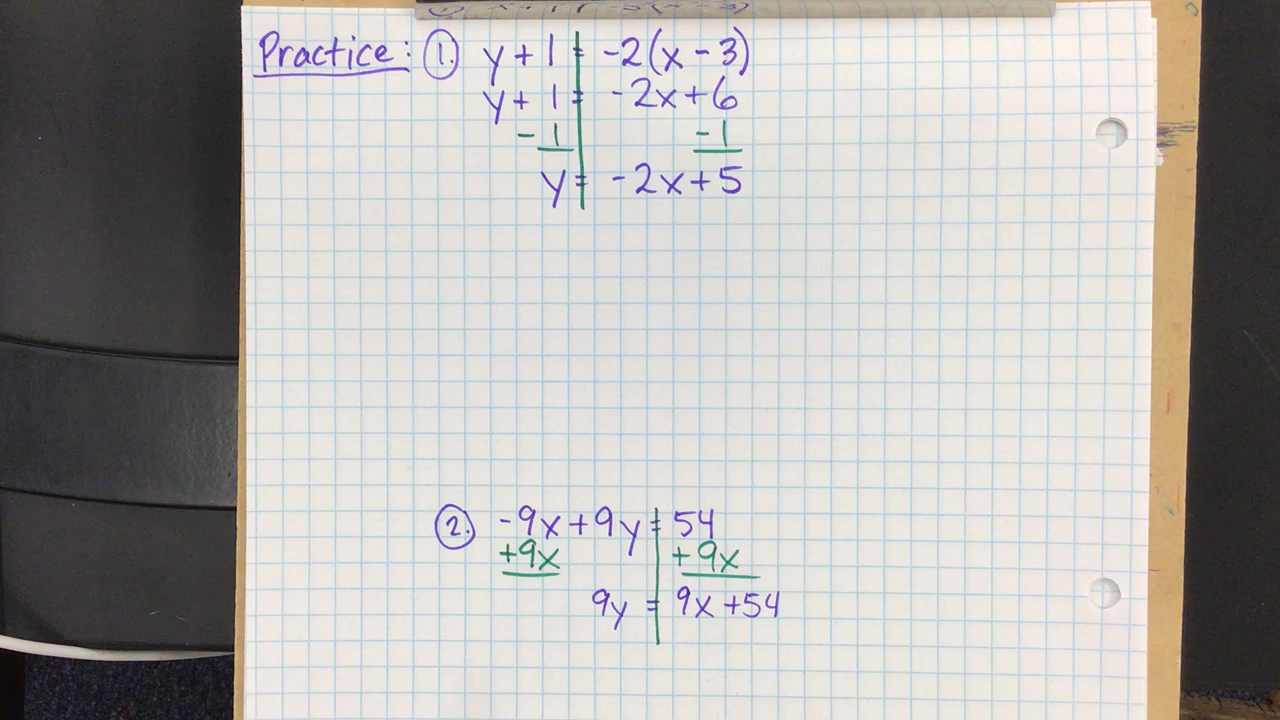 Practice: 1. y + 1 = -2(x - 3)
y + 1 = -2x + 6
- 1 - 1
y = -2x + 5
2. -9x + 9y = 54
+9x +9x
9y = 9x + 54